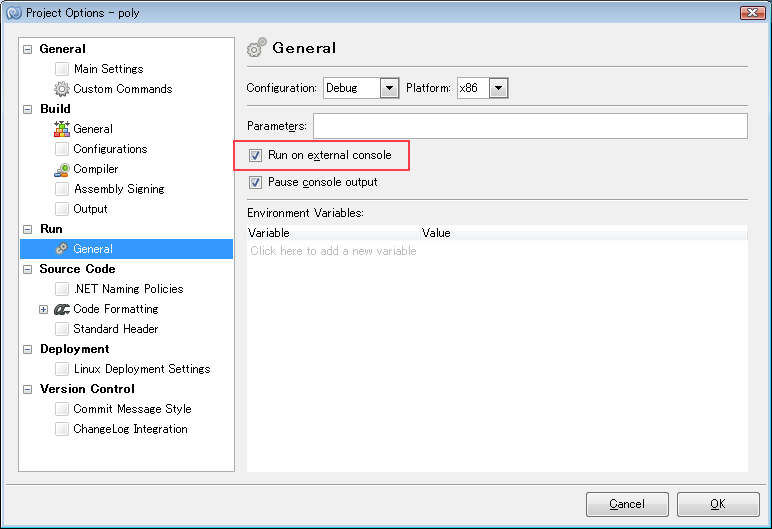 Project Options - poly
General
Main Settings
Custom Commands
Build
General
Configurations
Compiler
Assembly Signing
Output
Run
General
Source Code
.NET Naming Policies
Code Formatting
Standard Header
Deployment
Linux Deployment Settings
Version Control
Commit Message Style
ChangeLog Integration
General
Configuration: Debug Platform: x86
Parameters:
Run on external console
Pause console output
Environment Variables:
Variable Value
Click here to add a new variable
Cancel OK